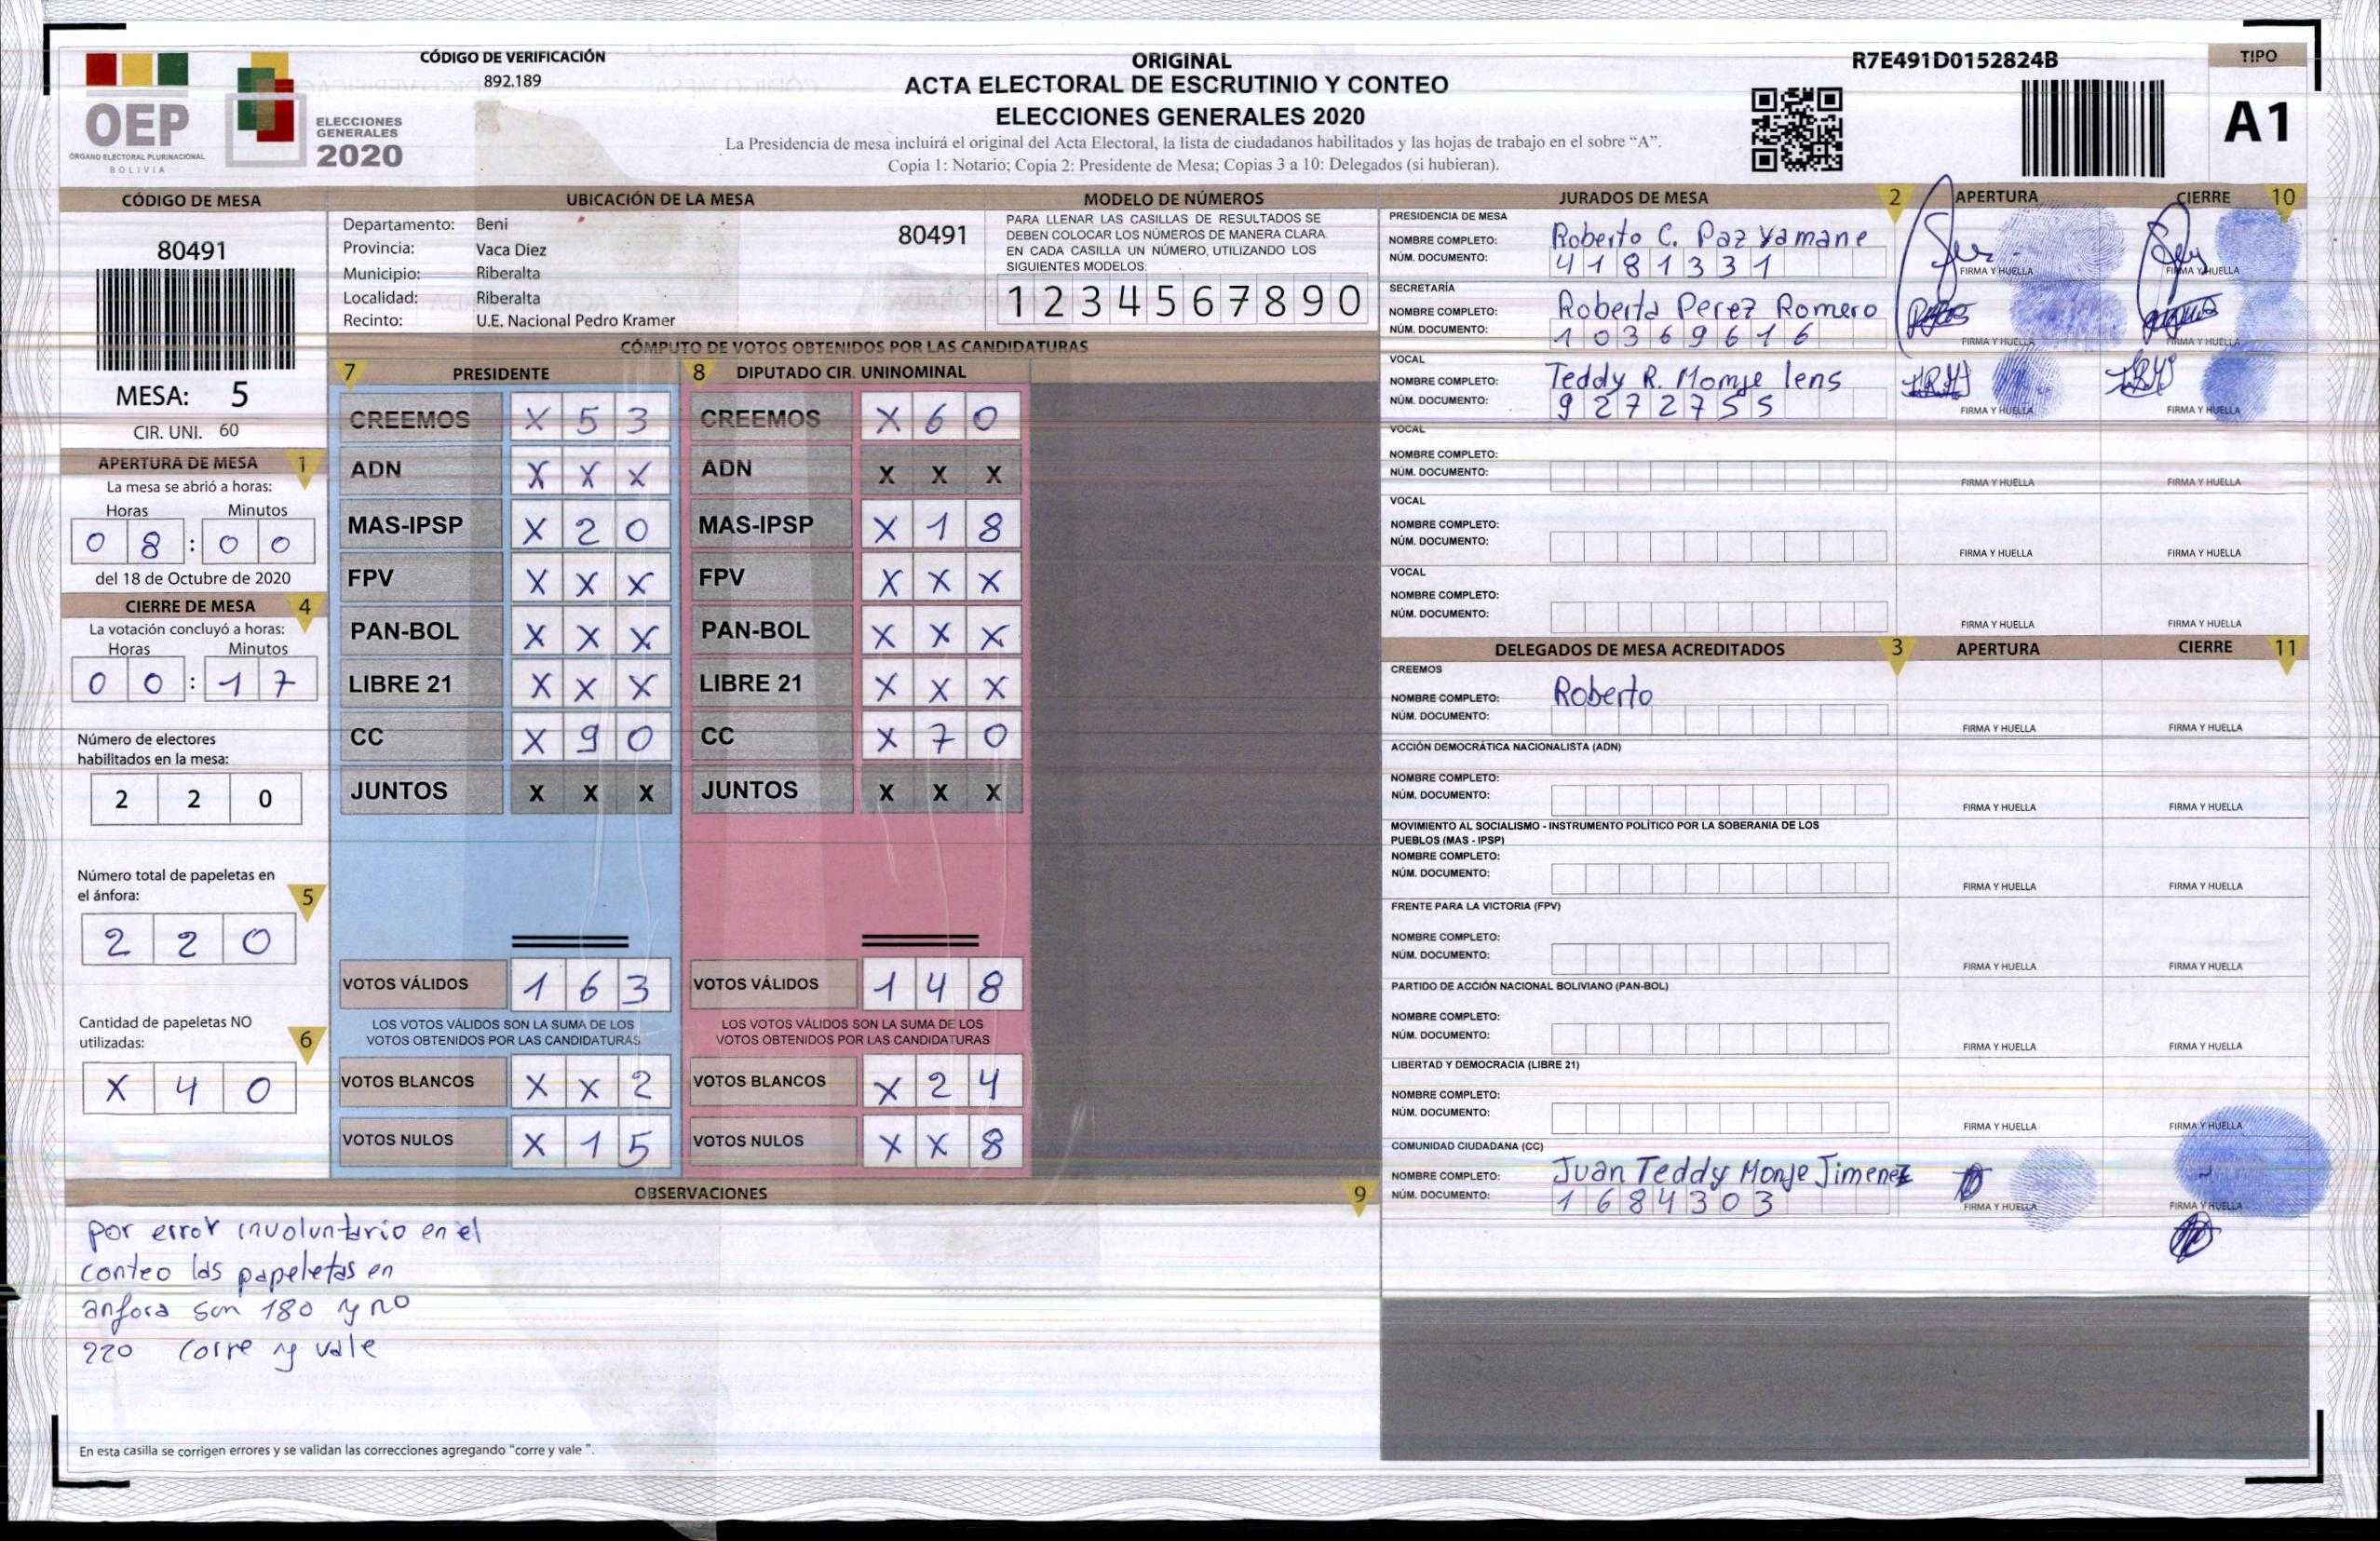 OEP
ÓRGANO ELECTORAL PLURINACIONAL
BOLIVIA
ELECCIONES
GENERALES
2020
CÓDIGO DE VERIFICACIÓN
892.189
ORIGINAL
ACTA ELECTORAL DE ESCRUTINIO Y CONTEO
ELECCIONES GENERALES 2020
La Presidencia de mesa incluirá el original del Acta Electoral, la lista de ciudadanos habilitados y las hojas de trabajo en el sobre “A”.
Copia 1: Notario; Copia 2: Presidente de Mesa; Copias 3 a 10: Delegados (si hubieran).
R7E491D0152824B
TIPO
A1
CÓDIGO DE MESA
80491
MESA: 5
CIR. UNI. 60
APERTURA DE MESA 1
La mesa se abrió a horas:
Horas Minutos
0 8 : 0 0
del 18 de Octubre de 2020
CIERRE DE MESA 4
La votación concluyó a horas:
Horas Minutos
0 0 : 1 7
Número de electores
habilitados en la mesa:
2 2 0
Número total de papeletas en
el ánfora: 5
2 2 0
Cantidad de papeletas NO
utilizadas: 6
X 4 0
UBICACIÓN DE LA MESA
Departamento: Beni
Provincia: Vaca Diez
Municipio: Riberalta
Localidad: Riberalta
Recinto: U.E. Nacional Pedro Kramer
80491
MODELO DE NÚMEROS
PARA LLENAR LAS CASILLAS DE RESULTADOS SE
DEBEN COLOCAR LOS NÚMEROS DE MANERA CLARA.
EN CADA CASILLA UN NÚMERO, UTILIZANDO LOS
SIGUIENTES MODELOS:
1 2 3 4 5 6 7 8 9 0
CÓMPUTO DE VOTOS OBTENIDOS POR LAS CANDIDATURAS
7 PRESIDENTE
CREEMOS X 5 3
ADN X X X
MAS-IPSP X 2 0
FPV X X X
PAN-BOL X X X
LIBRE 21 X X X
CC X 9 0
JUNTOS X X X
VOTOS VÁLIDOS 1 6 3
LOS VOTOS VÁLIDOS SON LA SUMA DE LOS
VOTOS OBTENIDOS POR LAS CANDIDATURAS
VOTOS BLANCOS X X 2
VOTOS NULOS X 1 5
8 DIPUTADO CIR. UNINOMINAL
CREEMOS X 6 0
ADN X X X
MAS-IPSP X 1 8
FPV X X X
PAN-BOL X X X
LIBRE 21 X X X
CC X 7 0
JUNTOS X X X
VOTOS VÁLIDOS 1 4 8
LOS VOTOS VÁLIDOS SON LA SUMA DE LOS
VOTOS OBTENIDOS POR LAS CANDIDATURAS
VOTOS BLANCOS X 2 4
VOTOS NULOS X X 8
OBSERVACIONES 9
por error involuntario en el
conteo las papeletas en
anfora son 180 y no
220 corre y vale
En esta casilla se corrigen errores y se validan las correcciones agregando “corre y vale ”.
JURADOS DE MESA 2 APERTURA CIERRE 10
PRESIDENCIA DE MESA
NOMBRE COMPLETO: Roberto C. Paz Yamane
NÚM. DOCUMENTO: 4 1 8 1 3 3 1
FIRMA Y HUELLA FIRMA Y HUELLA
SECRETARÍA
NOMBRE COMPLETO: Roberta Perez Romero
NÚM. DOCUMENTO: 1 0 3 6 9 6 1 6
FIRMA Y HUELLA FIRMA Y HUELLA
VOCAL
NOMBRE COMPLETO: Teddy R. Monje lens
NÚM. DOCUMENTO: 9 2 7 2 7 5 5
FIRMA Y HUELLA FIRMA Y HUELLA
VOCAL
NOMBRE COMPLETO:
NÚM. DOCUMENTO:
FIRMA Y HUELLA FIRMA Y HUELLA
VOCAL
NOMBRE COMPLETO:
NÚM. DOCUMENTO:
FIRMA Y HUELLA FIRMA Y HUELLA
VOCAL
NOMBRE COMPLETO:
NÚM. DOCUMENTO:
FIRMA Y HUELLA FIRMA Y HUELLA
DELEGADOS DE MESA ACREDITADOS 3 APERTURA CIERRE 11
CREEMOS
NOMBRE COMPLETO: Roberto
NÚM. DOCUMENTO:
FIRMA Y HUELLA FIRMA Y HUELLA
ACCIÓN DEMOCRÁTICA NACIONALISTA (ADN)
NOMBRE COMPLETO:
NÚM. DOCUMENTO:
FIRMA Y HUELLA FIRMA Y HUELLA
MOVIMIENTO AL SOCIALISMO - INSTRUMENTO POLÍTICO POR LA SOBERANIA DE LOS
PUEBLOS (MAS - IPSP)
NOMBRE COMPLETO:
NÚM. DOCUMENTO:
FIRMA Y HUELLA FIRMA Y HUELLA
FRENTE PARA LA VICTORIA (FPV)
NOMBRE COMPLETO:
NÚM. DOCUMENTO:
FIRMA Y HUELLA FIRMA Y HUELLA
PARTIDO DE ACCIÓN NACIONAL BOLIVIANO (PAN-BOL)
NOMBRE COMPLETO:
NÚM. DOCUMENTO:
FIRMA Y HUELLA FIRMA Y HUELLA
LIBERTAD Y DEMOCRACIA (LIBRE 21)
NOMBRE COMPLETO:
NÚM. DOCUMENTO:
FIRMA Y HUELLA FIRMA Y HUELLA
COMUNIDAD CIUDADANA (CC)
NOMBRE COMPLETO: Juan Teddy Monje Jimenez
NÚM. DOCUMENTO: 1 6 8 4 3 0 3
FIRMA Y HUELLA FIRMA Y HUELLA